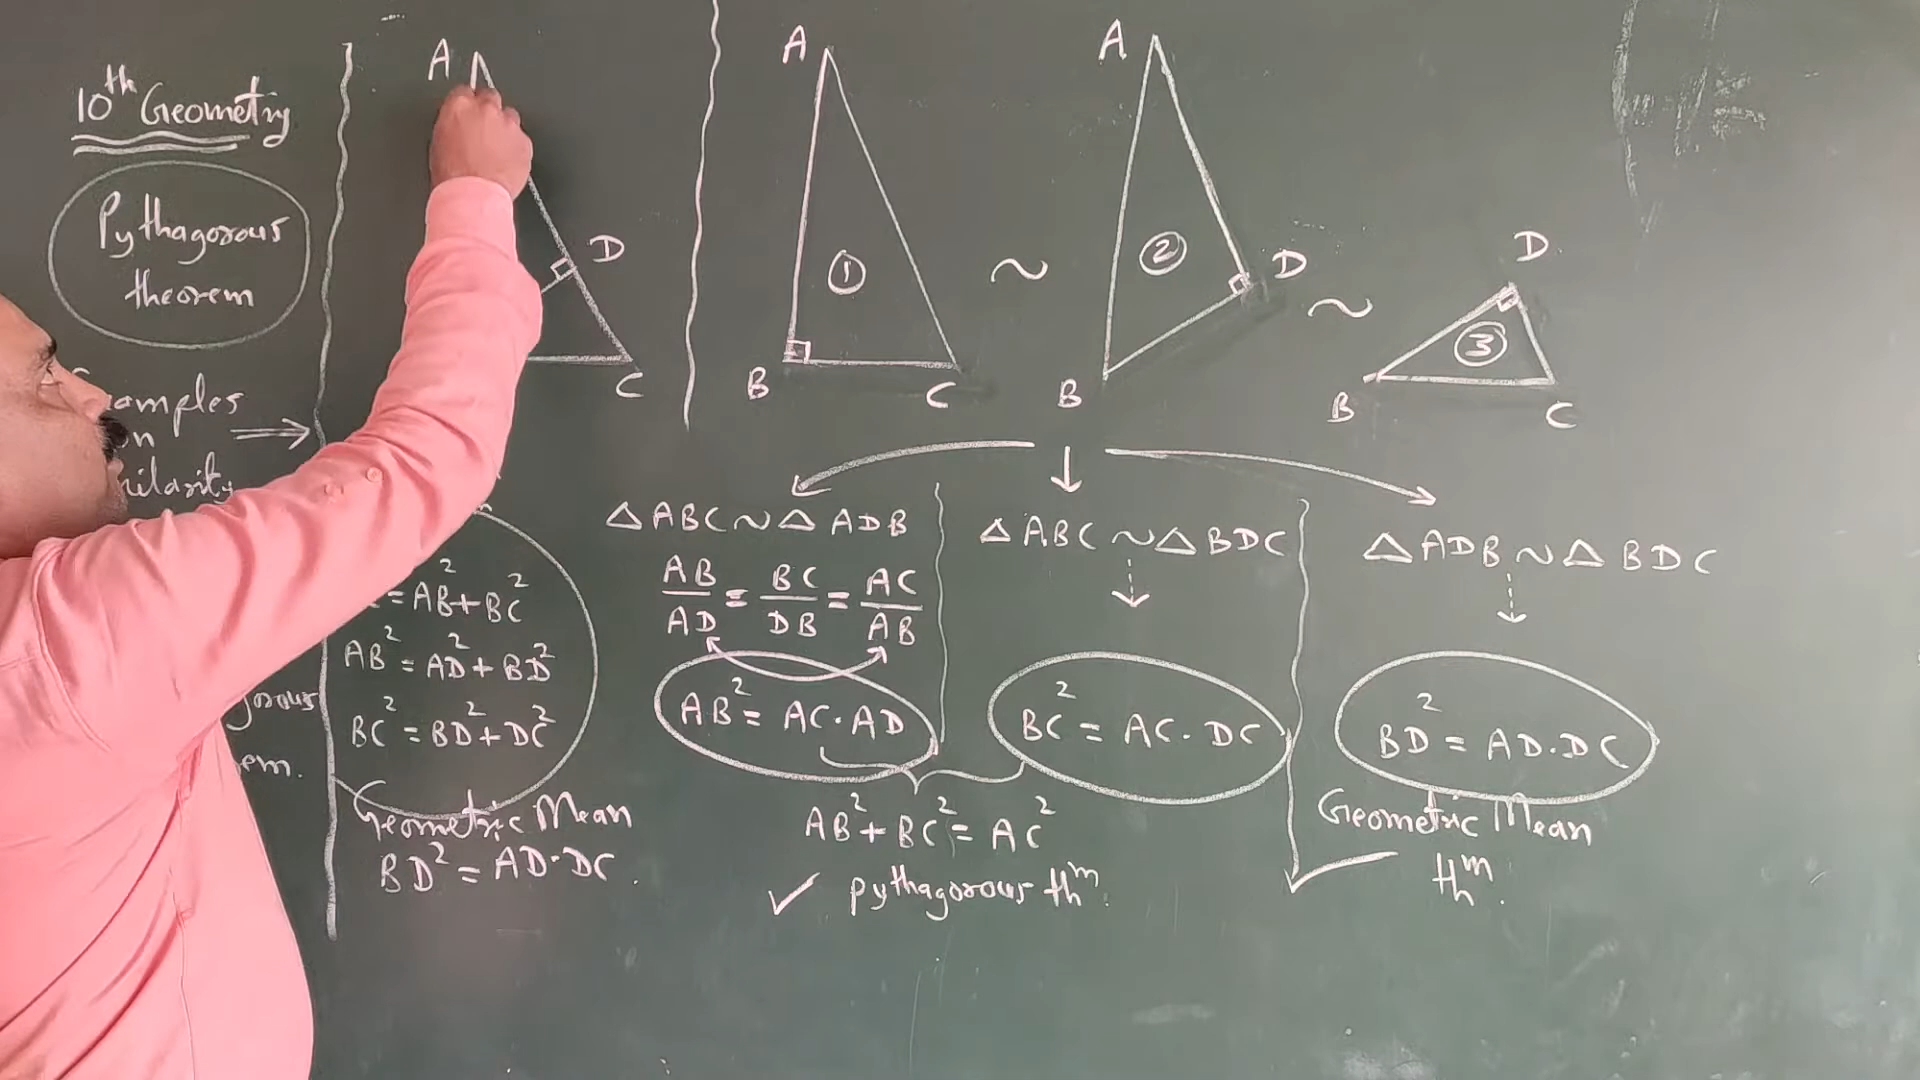 10th Geometry
Pythagorous
theorem
A
D
C
A
①
B
C
~
A
②
D
B
~
D
③
B
C
△ABC ~ △ADB
AB/AD = BC/DB = AC/AB
AB² = AC·AD
△ABC ~ △BDC
BC² = AC·DC
△ADB ~ △BDC
BD² = AD·DC
Geometric Mean
thm.
AB² + BC² = AC²
✓ pythagorous thm.
= AB² + BC²
AB² = AD² + BD²
BC² = BD² + DC²
Geometric Mean
BD² = AD·DC.